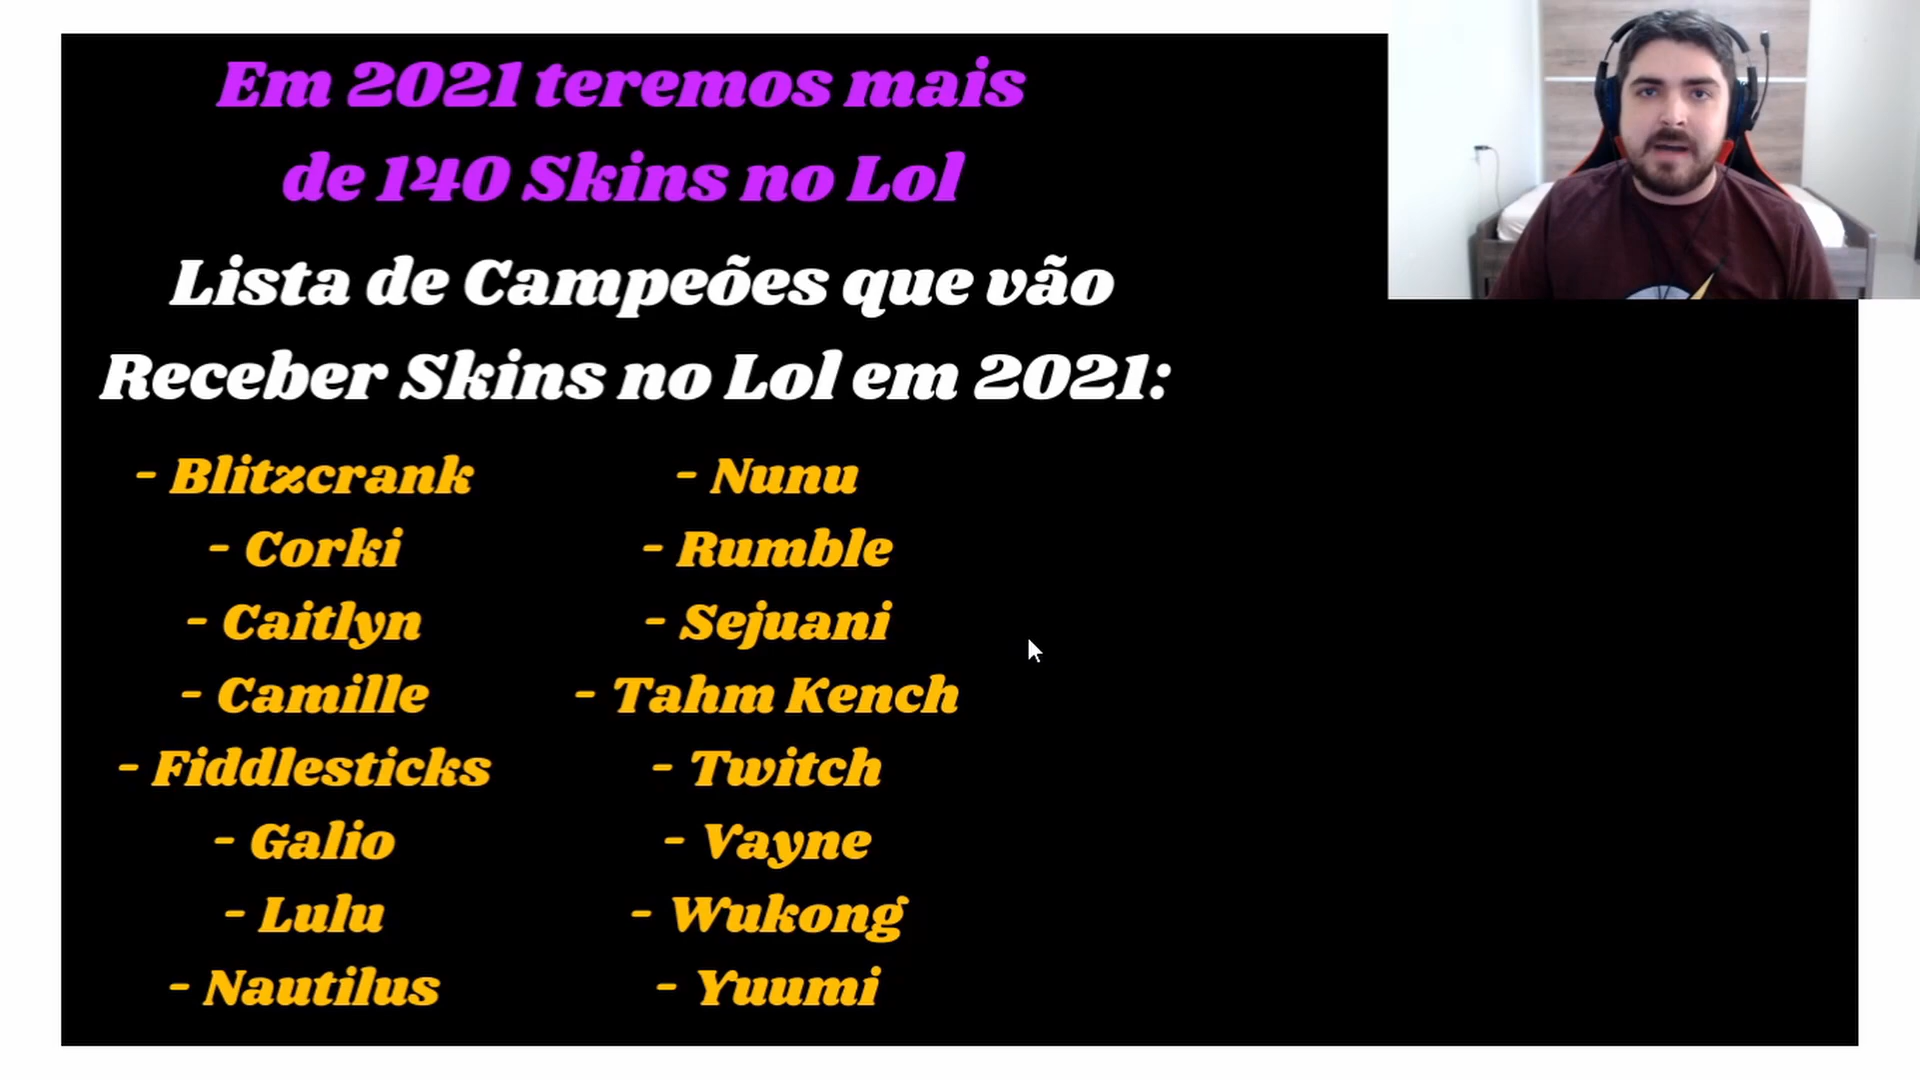 Em 2021 teremos mais
de 140 Skins no Lol
Lista de Campeões que vão
Receber Skins no Lol em 2021:
- Blitzcrank
- Corki
- Caitlyn
- Camille
- Fiddlesticks
- Galio
- Lulu
- Nautilus
- Nunu
- Rumble
- Sejuani
- Tahm Kench
- Twitch
- Vayne
- Wukong
- Yuumi